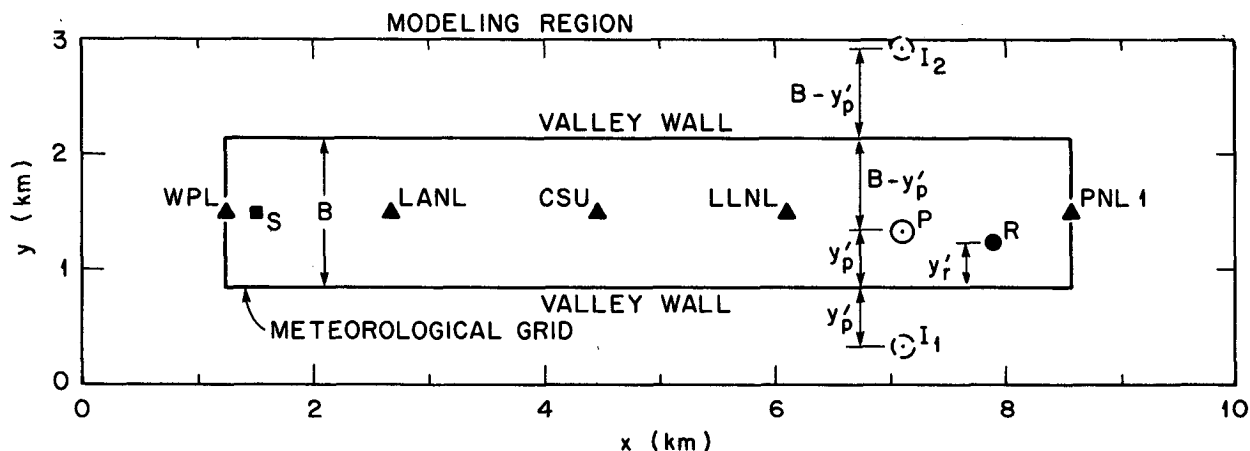 MODELING REGION
3
I2
B - y'p
VALLEY WALL
2
WPL
S
B
LANL
CSU
LLNL
B - y'p
P
R
PNL 1
y (km)
y'p
y'r
1
VALLEY WALL
METEOROLOGICAL GRID
y'p
I1
0
0
2
4
6
8
10
x (km)